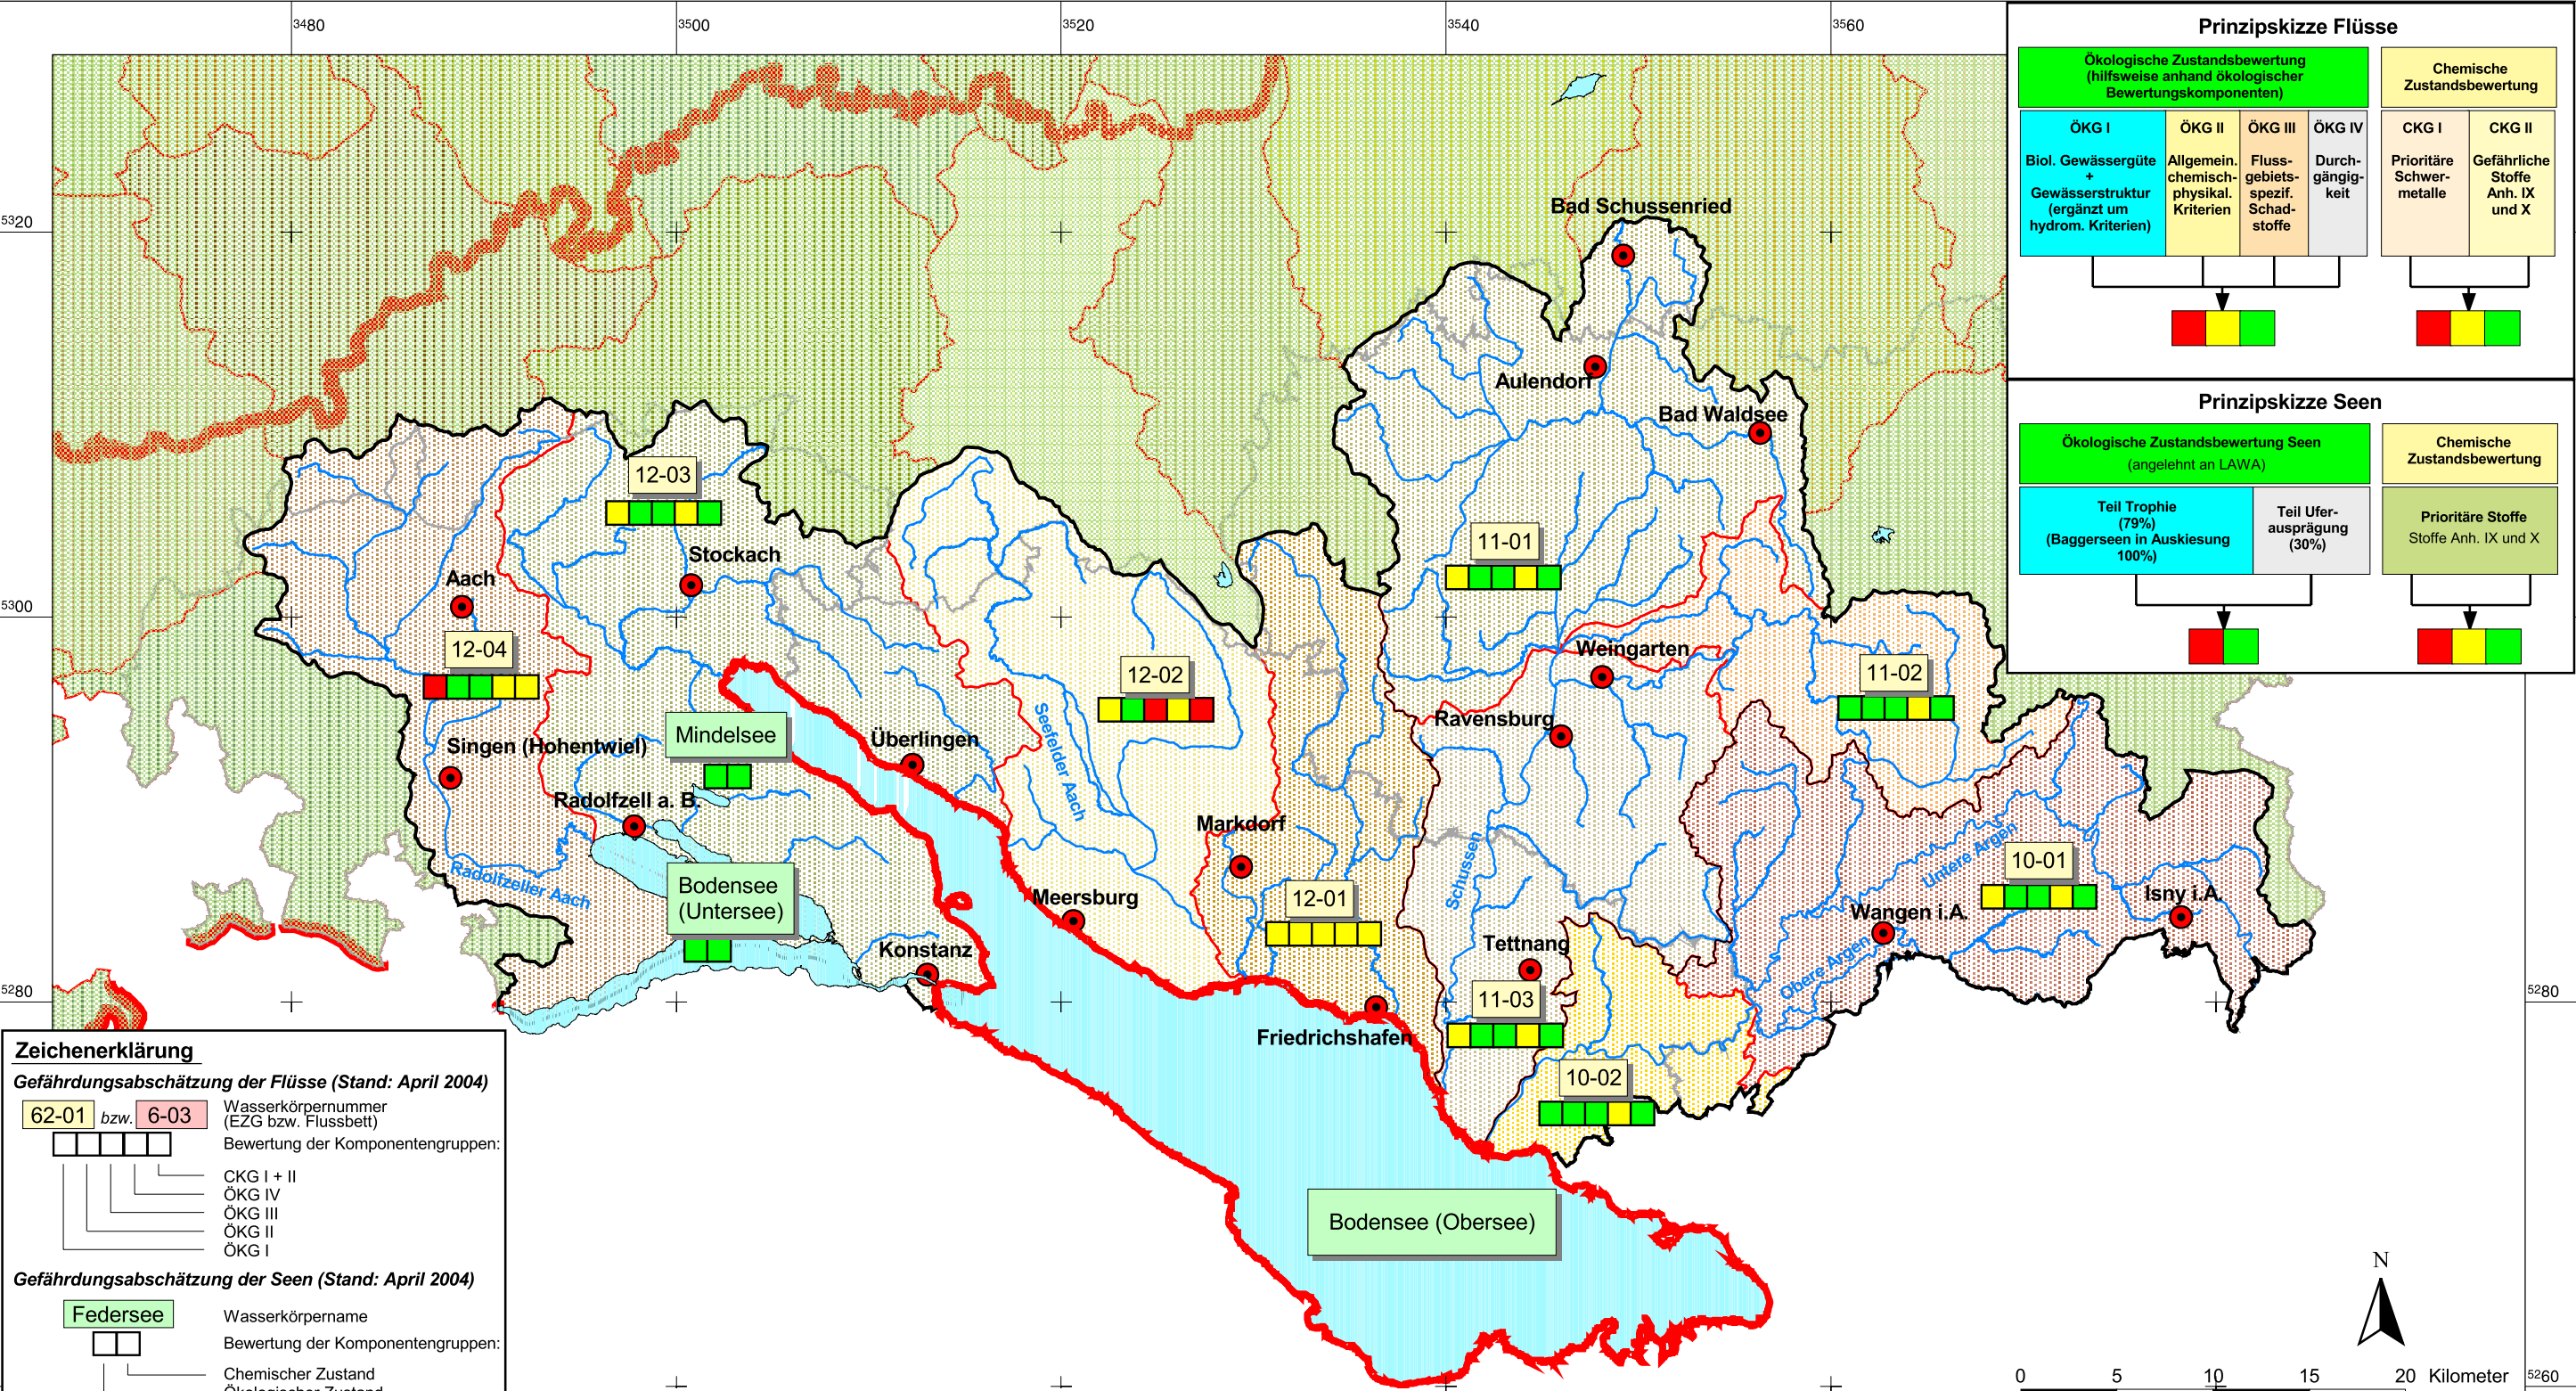 3480
3500
3520
3540
3560
5320
5300
5280
5280
5260
Prinzipskizze Flüsse
Ökologische Zustandsbewertung
(hilfsweise anhand ökologischer
Bewertungskomponenten)
Chemische
Zustandsbewertung
ÖKG I
Biol. Gewässergüte
+
Gewässerstruktur
(ergänzt um
hydrom. Kriterien)
ÖKG II
Allgemein.
chemisch-
physikal.
Kriterien
ÖKG III
Fluss-
gebiets-
spezif.
Schad-
stoffe
ÖKG IV
Durch-
gängig-
keit
CKG I
Prioritäre
Schwer-
metalle
CKG II
Gefährliche
Stoffe
Anh. IX
und X
Prinzipskizze Seen
Ökologische Zustandsbewertung Seen
(angelehnt an LAWA)
Chemische
Zustandsbewertung
Teil Trophie
(79%)
(Baggerseen in Auskiesung
100%)
Teil Ufer-
ausprägung
(30%)
Prioritäre Stoffe
Stoffe Anh. IX und X
Bad Schussenried
Aulendorf
Bad Waldsee
12-03
Stockach
11-01
Aach
12-04
Weingarten
12-02
11-02
Ravensburg
Mindelsee
Überlingen
Singen (Hohentwiel)
Seefelder Aach
Radolfzell a. B.
Markdorf
Schussen
Untere Argen
10-01
Radolfzeller Aach
Bodensee
(Untersee)
Meersburg
12-01
Isny i.A.
Wangen i.A.
Konstanz
Tettnang
Obere Argen
11-03
Friedrichshafen
10-02
Bodensee (Obersee)
Zeichenerklärung
Gefährdungsabschätzung der Flüsse (Stand: April 2004)
62-01 bzw. 6-03
Wasserkörpernummer
(EZG bzw. Flussbett)
Bewertung der Komponentengruppen:
CKG I + II
ÖKG IV
ÖKG III
ÖKG II
ÖKG I
Gefährdungsabschätzung der Seen (Stand: April 2004)
Federsee
Wasserkörpername
Bewertung der Komponentengruppen:
Chemischer Zustand
Ökologischer Zustand
N
0 5 10 15 20 Kilometer